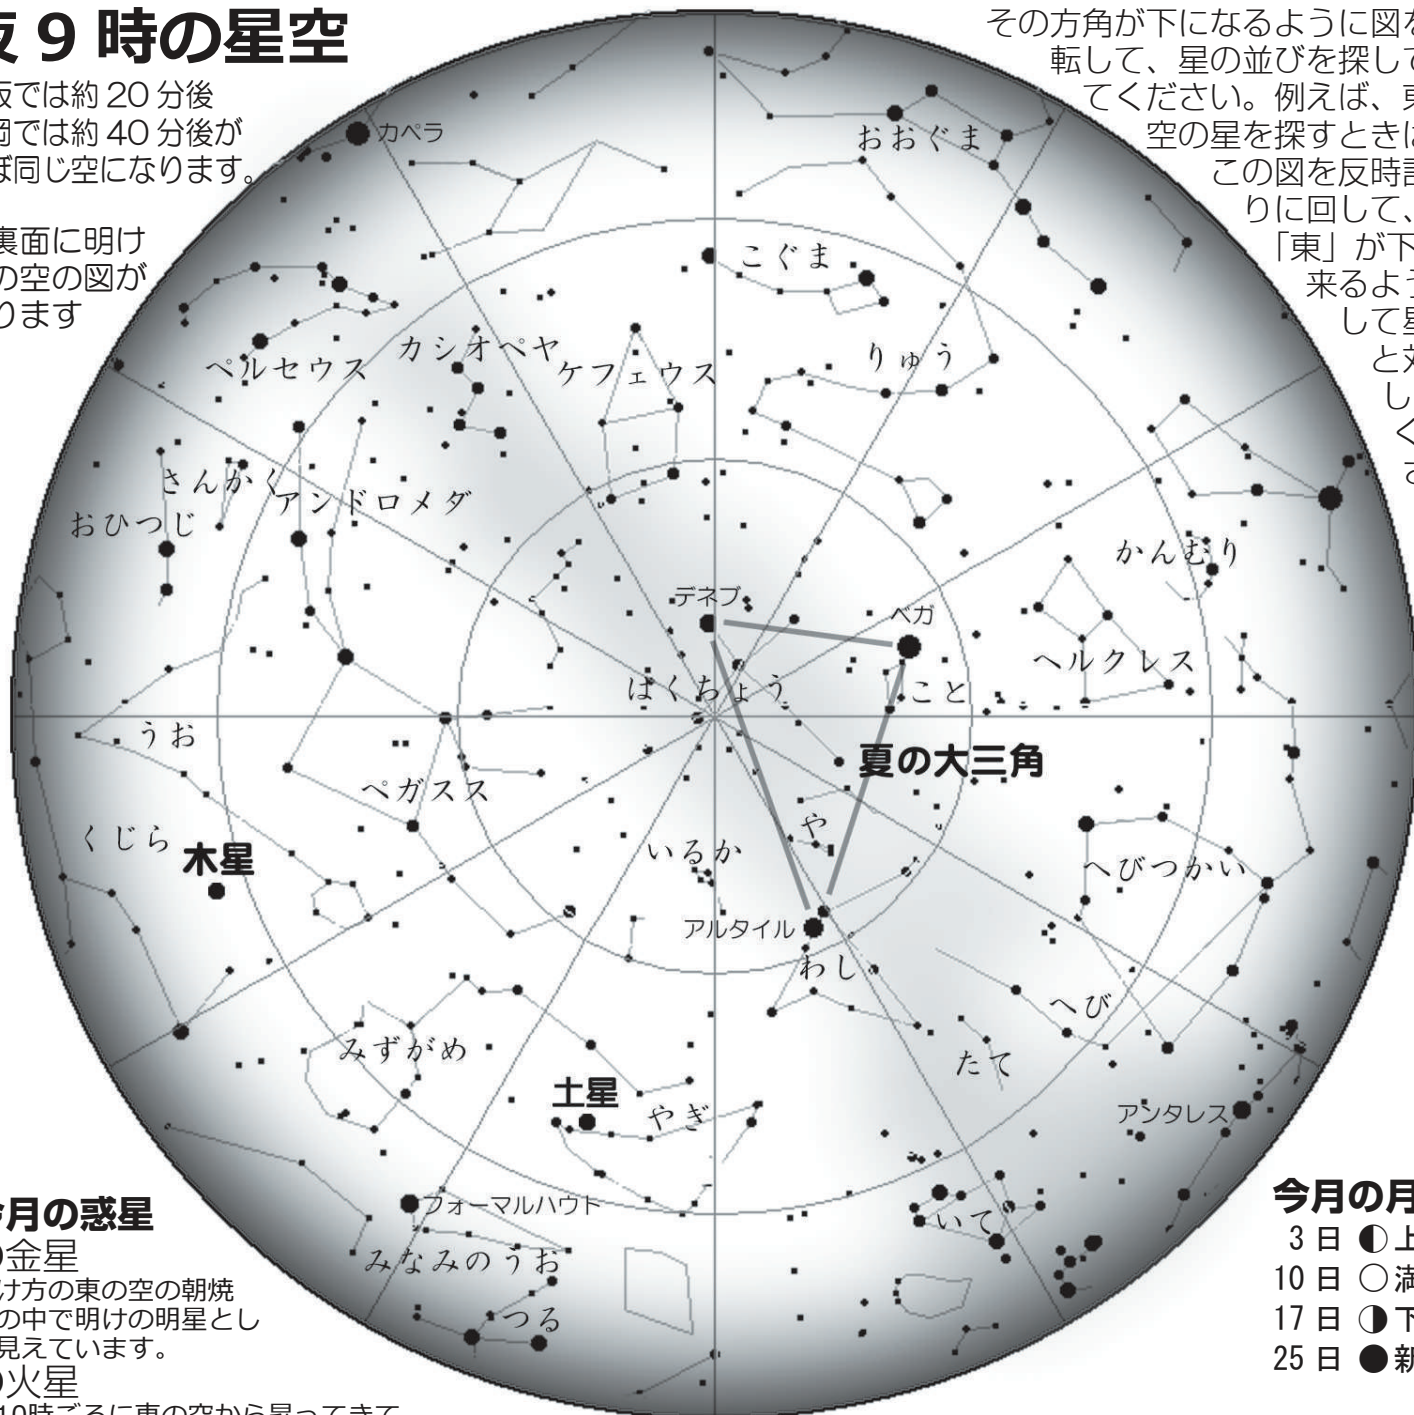 夜 9 時の星空
阪では約 20 分後
岡では約 40 分後が
ぼ同じ空になります。
裏面に明け
の空の図が
ります
その方角が下になるように図を
転して、星の並びを探して
てください。例えば、東
空の星を探すときは
この図を反時計
りに回して、
「東」が下
来るよう
して星
と対
し
く
カペラ
おおぐま
こぐま
ペルセウス
カシオペヤ
ケフェウス
りゅう
さんかく
アンドロメダ
おひつじ
かんむり
デネブ
ベガ
ヘルクレス
はくちょう
こと
うお
夏の大三角
ペガスス
くじら
木星
や
いるか
へびつかい
アルタイル
わし
へび
みずがめ
たて
土星
やぎ
アンタレス
フォーマルハウト
いて
みなみのうお
つる
今月の惑星
金星
け方の東の空の朝焼
の中で明けの明星とし
見えています。
火星
10時ごろに東の空から昇ってきて
今月の月
3 日 ◐上
10 日 ○満
17 日 ◑下
25 日 ●新